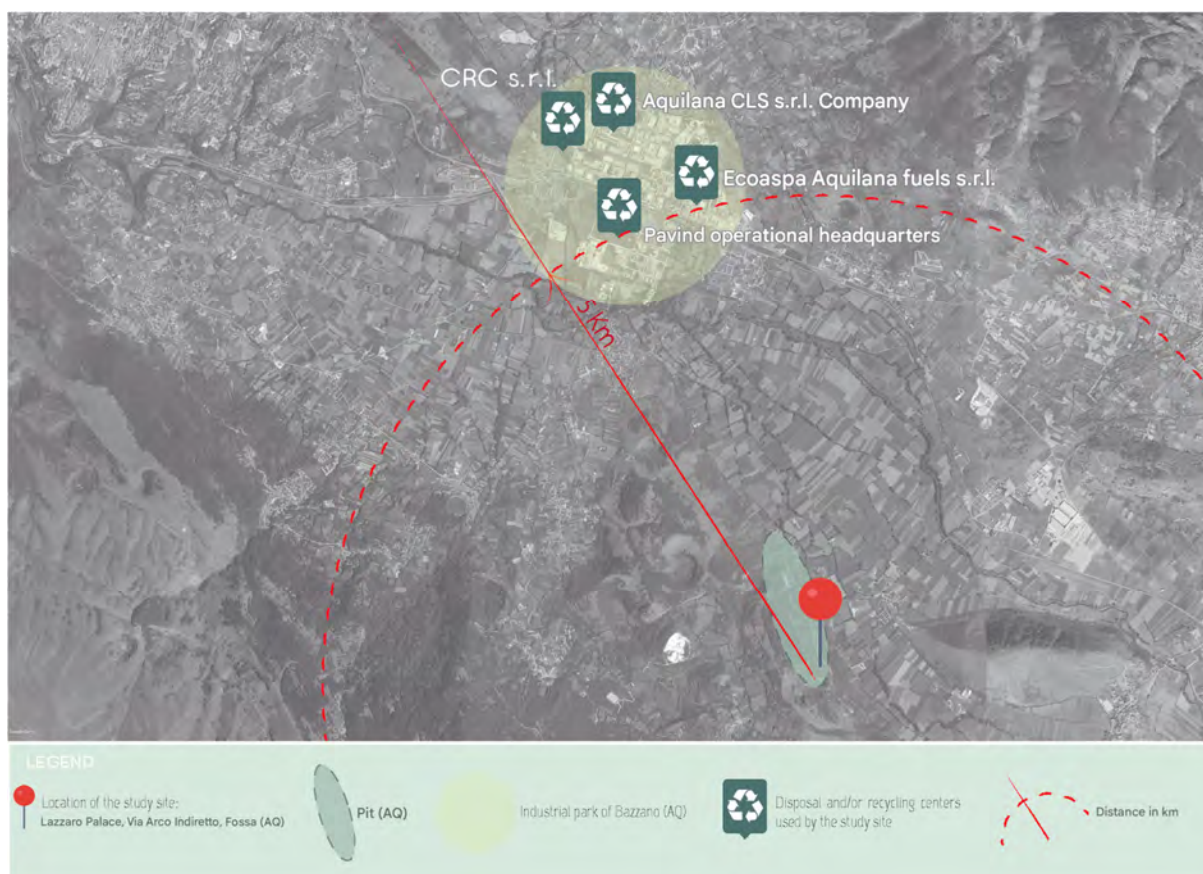 CRC s.r.l.
Aquilana CLS s.r.l. Company
Ecoaspa Aquilana fuels s.r.l.
Pavind operational headquarters
5 Km
LEGEND
Location of the study site:
Lazzaro Palace, Via Arco Indiretto, Fossa (AQ)
Pit (AQ)
Industrial park of Bazzano (AQ)
Disposal and/or recycling centers
used by the study site
Distance in km